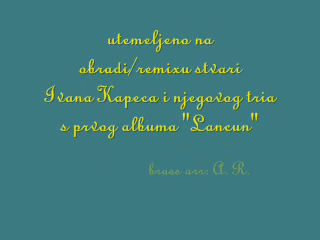 utemeljeno na
obradi/remixu stvari
Ivana Kapeca i njegovog tria
s prvog albuma "Lancun"
brass arr: A. R.